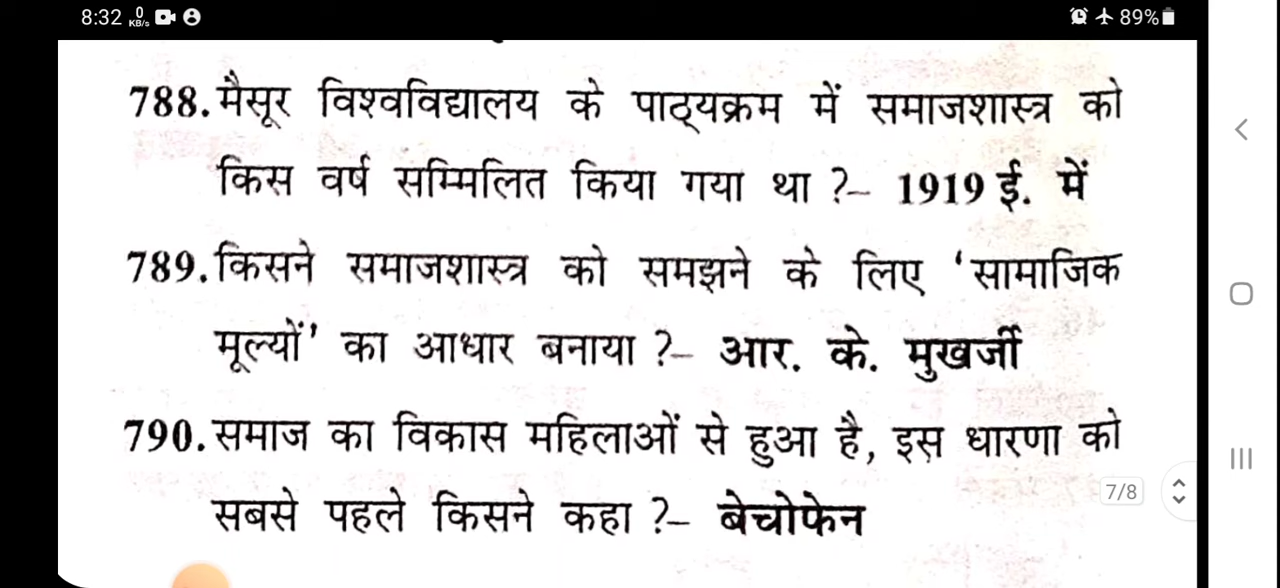 8:32 0 KB/s 89%
788. मैसूर विश्वविद्यालय के पाठ्यक्रम में समाजशास्त्र को
किस वर्ष सम्मिलित किया गया था ?– 1919 ई. में
789. किसने समाजशास्त्र को समझने के लिए ‘सामाजिक
मूल्यों’ का आधार बनाया ?– आर. के. मुखर्जी
790. समाज का विकास महिलाओं से हुआ है, इस धारणा को
सबसे पहले किसने कहा ?– बेचोफेन
7/8